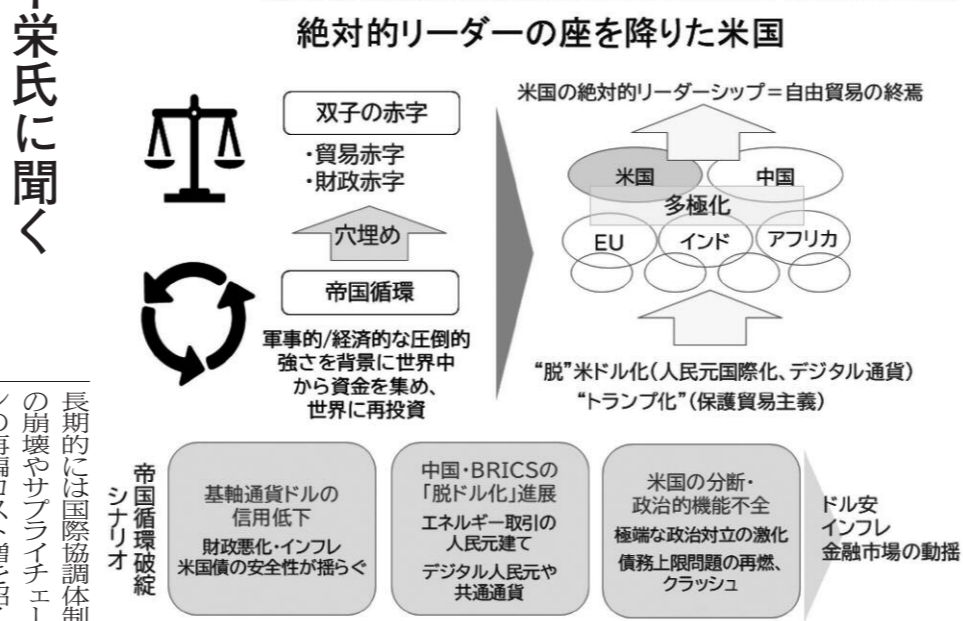 栄氏に聞く
絶対的リーダーの座を降りた米国
双子の赤字
・貿易赤字
・財政赤字
穴埋め
帝国循環
軍事的/経済的な圧倒的
強さを背景に世界中
から資金を集め、
世界に再投資
米国の絶対的リーダーシップ＝自由貿易の終焉
米国
中国
多極化
EU
インド
アフリカ
“脱”米ドル化（人民元国際化、デジタル通貨）
“トランプ化”（保護貿易主義）
帝国循環破綻
シナリオ
基軸通貨ドルの
信用低下
財政悪化・インフレ
米国債の安全性が揺らぐ
中国・BRICSの
「脱ドル化」進展
エネルギー取引の
人民元建て
デジタル人民元や
共通通貨
米国の分断・
政治的機能不全
極端な政治対立の激化
債務上限問題の再燃、
クラッシュ
ドル安
インフレ
金融市場の動揺
長期的には国際協調体制
の崩壊やサプライチェー
ンの再編コスト増を招